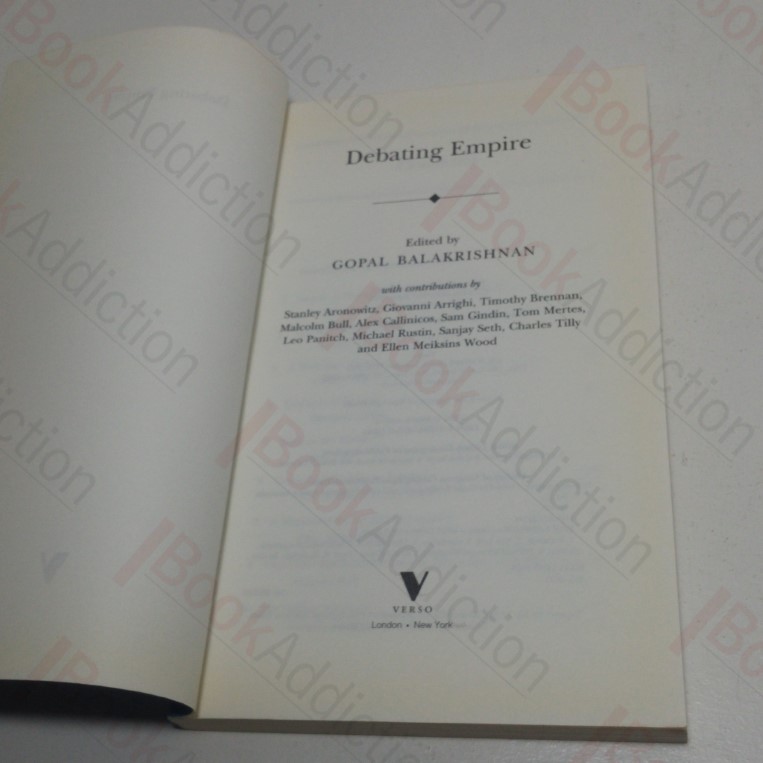 Debating Empire
Edited by
GOPAL BALAKRISHNAN
with contributions by
Stanley Aronowitz, Giovanni Arrighi, Timothy Brennan,
Malcolm Bull, Alex Callinicos, Sam Gindin, Tom Mertes,
Leo Panitch, Michael Rustin, Sanjay Seth, Charles Tilly
and Ellen Meiksins Wood
V
VERSO
London • New York
BookAddiction